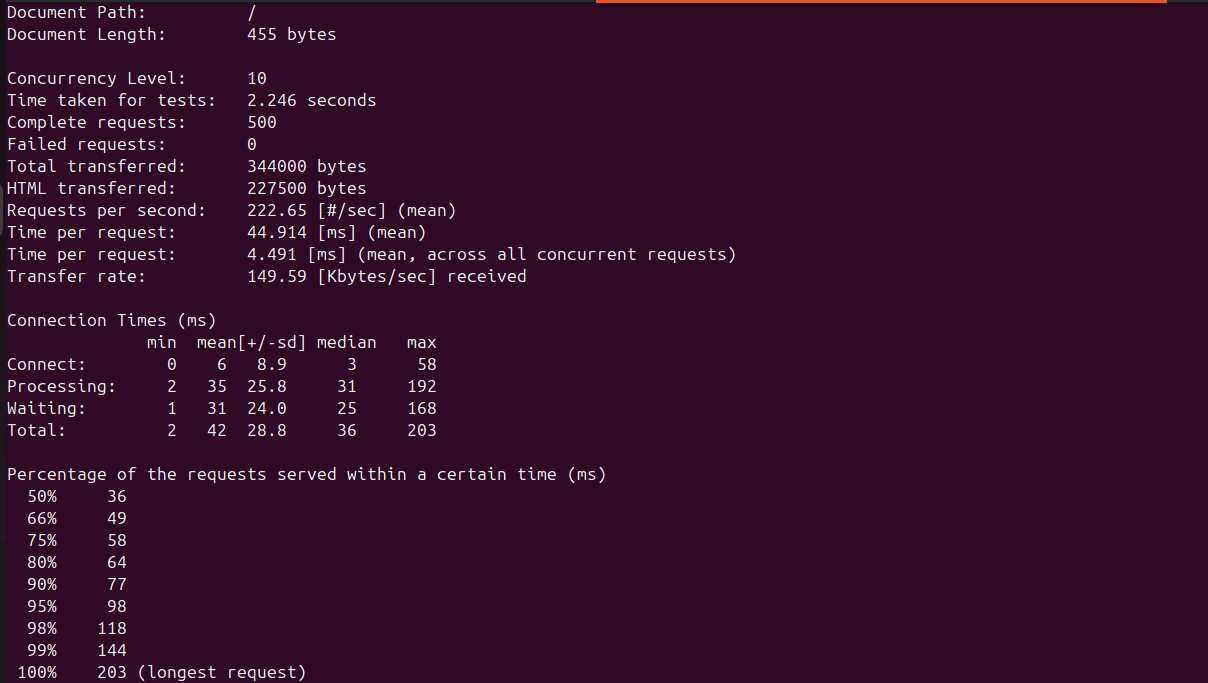 Document Path:          /
Document Length:        455 bytes

Concurrency Level:      10
Time taken for tests:   2.246 seconds
Complete requests:      500
Failed requests:        0
Total transferred:      344000 bytes
HTML transferred:       227500 bytes
Requests per second:    222.65 [#/sec] (mean)
Time per request:       44.914 [ms] (mean)
Time per request:       4.491 [ms] (mean, across all concurrent requests)
Transfer rate:          149.59 [Kbytes/sec] received

Connection Times (ms)
              min  mean[+/-sd] median   max
Connect:        0    6   8.9      3      58
Processing:     2   35  25.8     31     192
Waiting:        1   31  24.0     25     168
Total:          2   42  28.8     36     203

Percentage of the requests served within a certain time (ms)
  50%     36
  66%     49
  75%     58
  80%     64
  90%     77
  95%     98
  98%    118
  99%    144
 100%    203 (longest request)